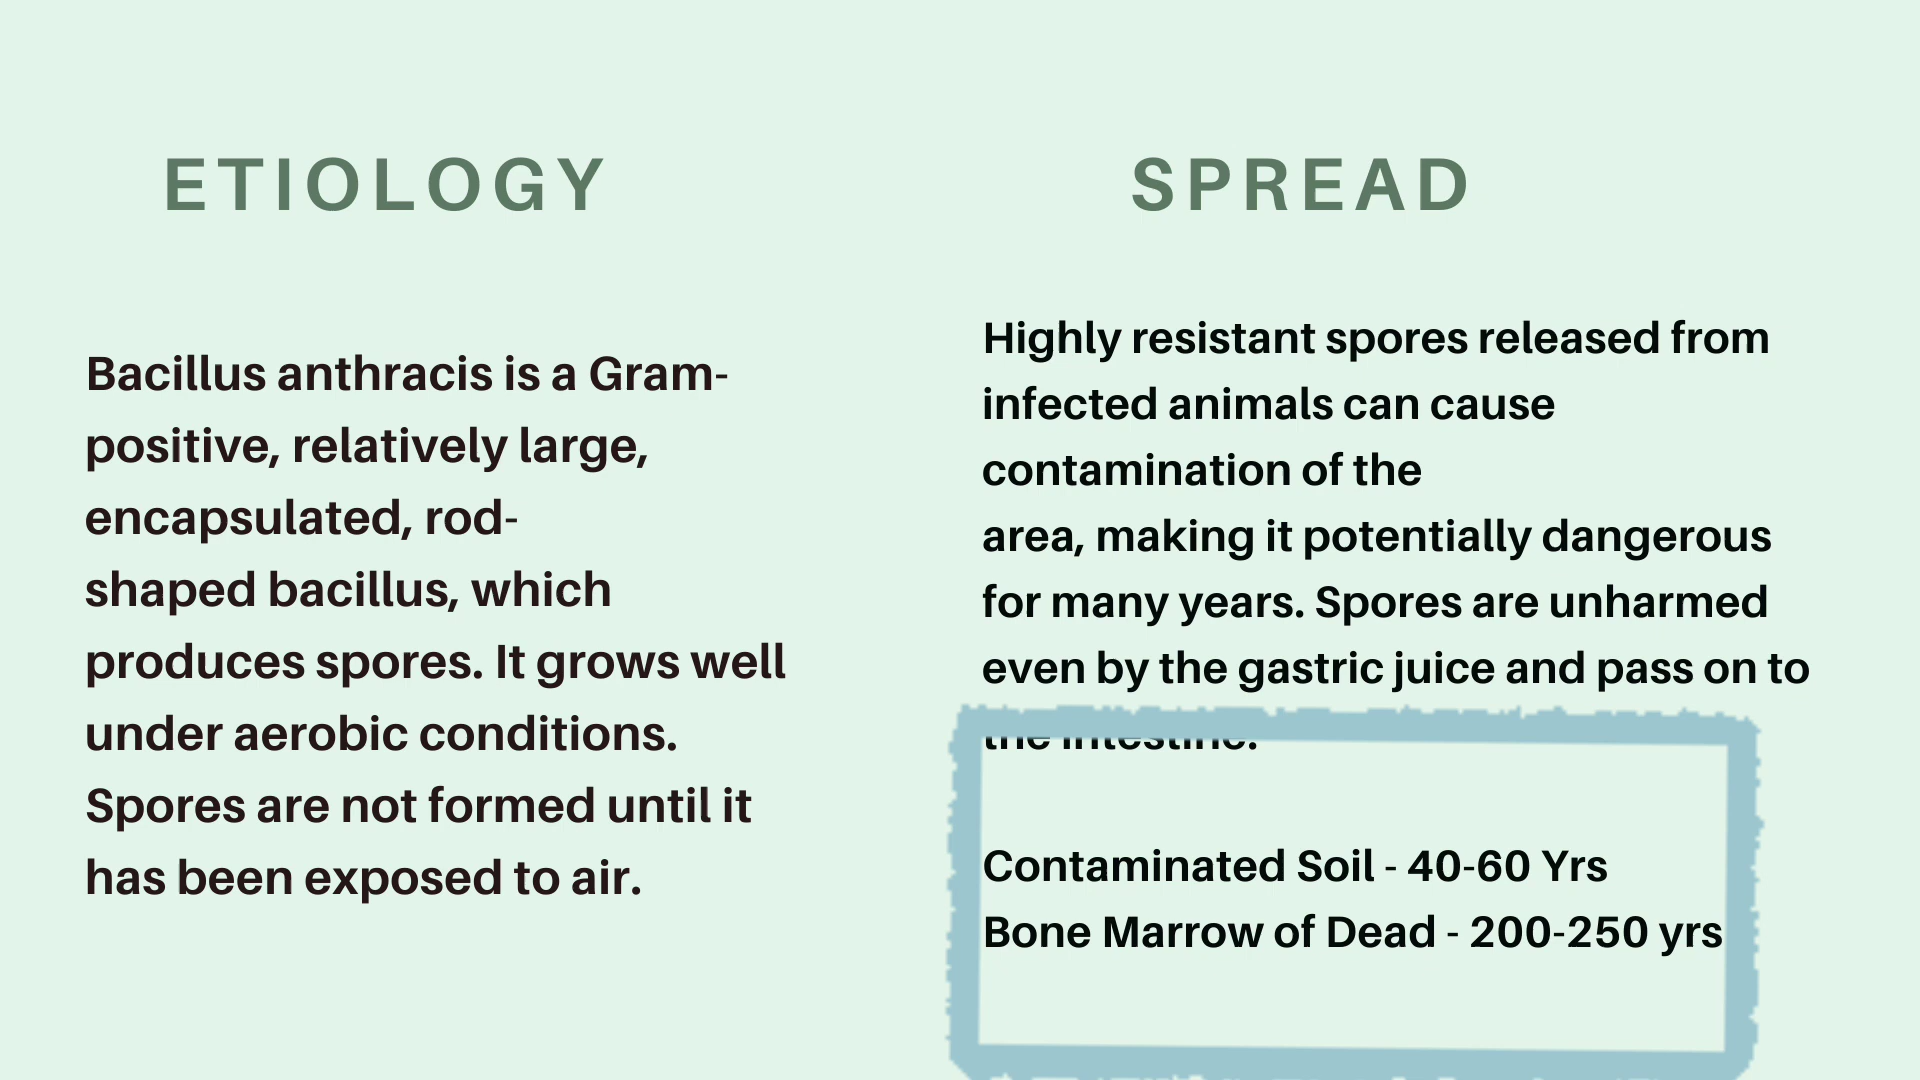 ETIOLOGY
Bacillus anthracis is a Gram-
positive, relatively large,
encapsulated, rod-
shaped bacillus, which
produces spores. It grows well
under aerobic conditions.
Spores are not formed until it
has been exposed to air.
SPREAD
Highly resistant spores released from
infected animals can cause
contamination of the
area, making it potentially dangerous
for many years. Spores are unharmed
even by the gastric juice and pass on to
the intestine.
Contaminated Soil - 40-60 Yrs
Bone Marrow of Dead - 200-250 yrs